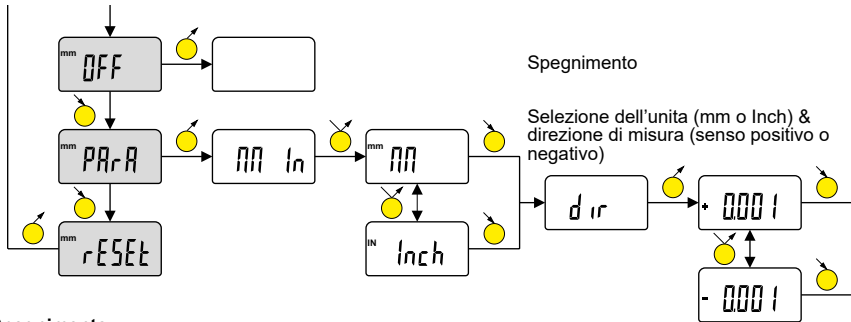 mm OFF
Spegnimento
Selezione dell'unita (mm o Inch) &
direzione di misura (senso positivo o
negativo)
mm PArA
mm In
mm mm
dir
+ 0.001
mm rESEt
IN Inch
- 0.001